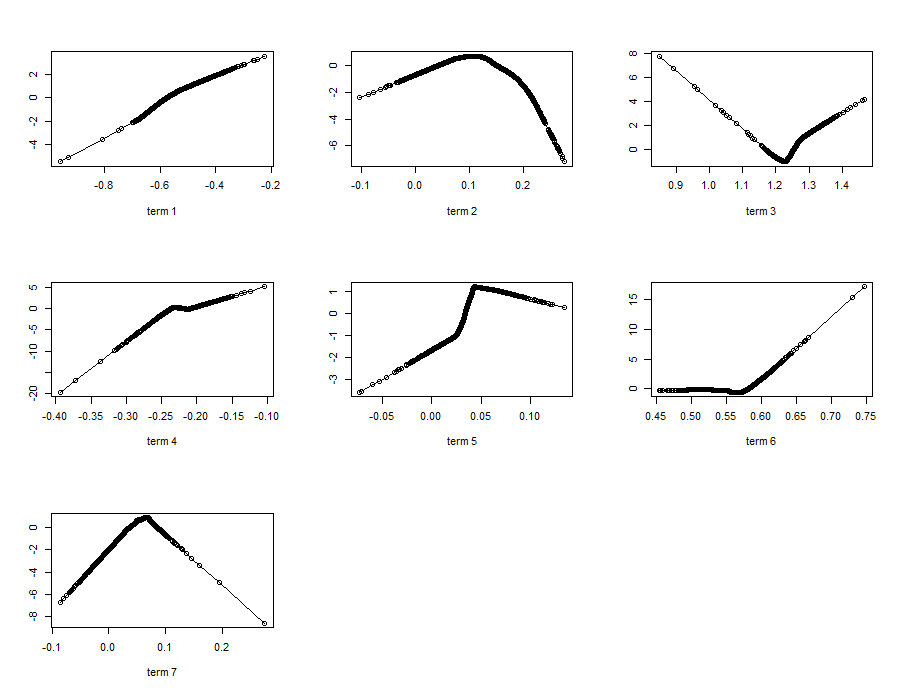 2
0
-2
-4
-0.8 -0.6 -0.4 -0.2
term 1
0
-2
-4
-6
-0.1 0.0 0.1 0.2
term 2
8
6
4
2
0
0.9 1.0 1.1 1.2 1.3 1.4
term 3
5
0
-5
-10
-20
-0.40 -0.35 -0.30 -0.25 -0.20 -0.15 -0.10
term 4
1
0
-1
-2
-3
-0.05 0.00 0.05 0.10
term 5
15
10
5
0
0.45 0.50 0.55 0.60 0.65 0.70 0.75
term 6
0
-2
-4
-6
-8
-0.1 0.0 0.1 0.2
term 7